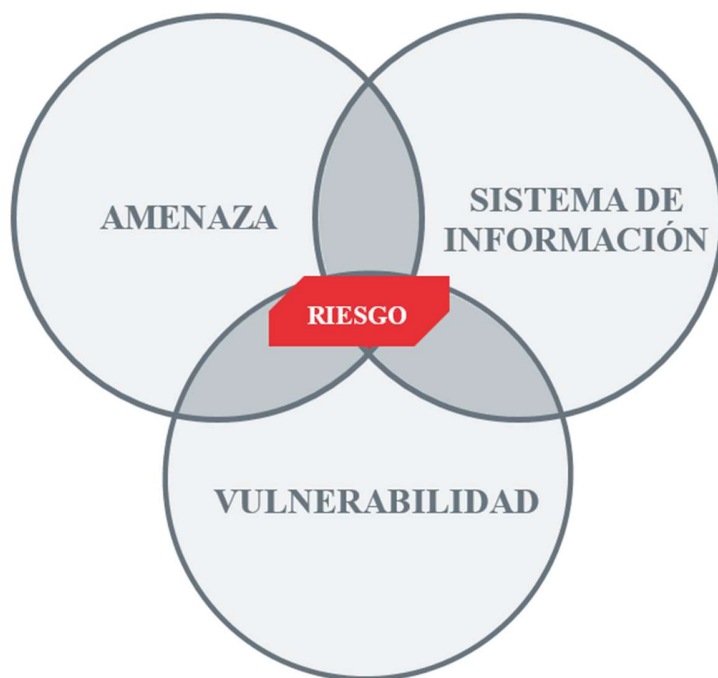 AMENAZA
SISTEMA DE
INFORMACIÓN
RIESGO
VULNERABILIDAD